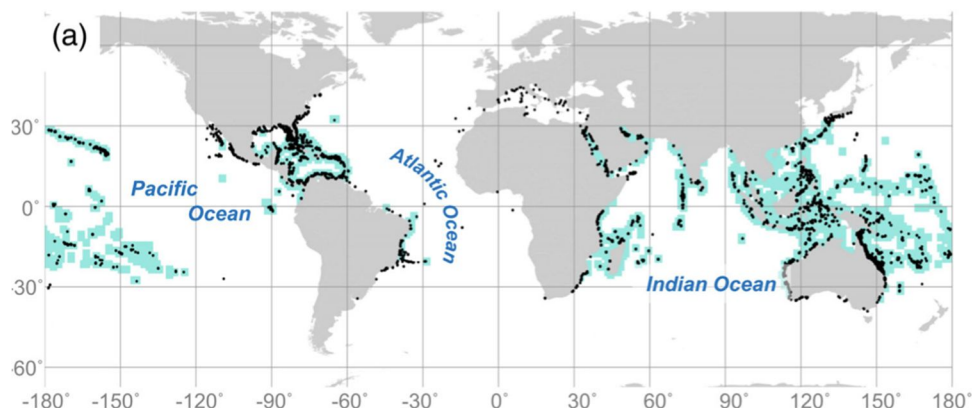 (a)
30°
Pacific
Ocean
Atlantic Ocean
0°
Indian Ocean
-30°
-60°
-180 -150° -120° -90° -60° -30° 0° 30° 60° 90° 120° 150° 180°